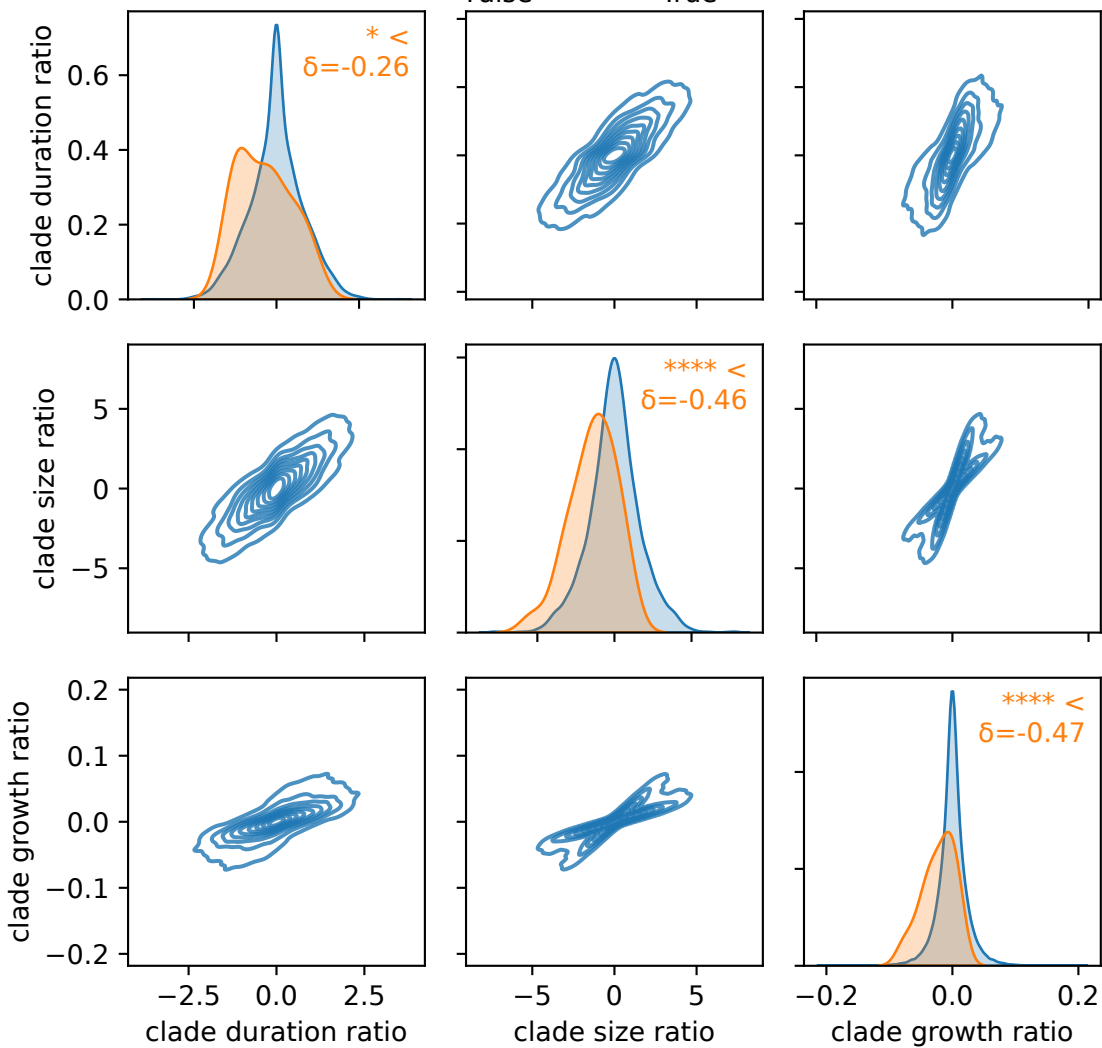 * <
δ=-0.26
clade duration ratio
0.6
0.4
0.2
0.0
**** <
δ=-0.46
clade size ratio
5
0
−5
**** <
δ=-0.47
clade growth ratio
0.2
0.1
0.0
−0.1
−0.2
−2.5 0.0 2.5
−5 0 5
−0.2 0.0 0.2
clade duration ratio
clade size ratio
clade growth ratio